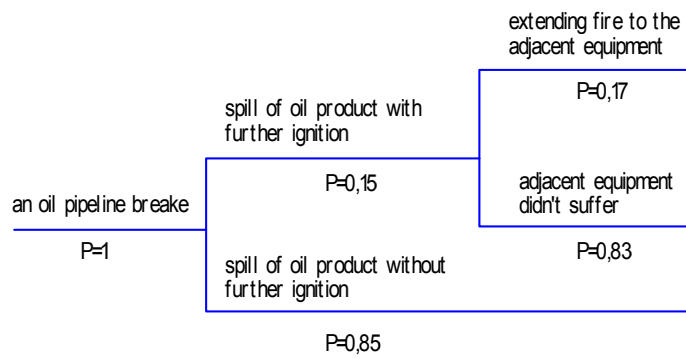 extending fire to the
adjacent equipment
P=0,17
spill of oil product with
further ignition
P=0,15
adjacent equipment
didn't suffer
an oil pipeline breake
P=1
P=0,83
spill of oil product without
further ignition
P=0,85